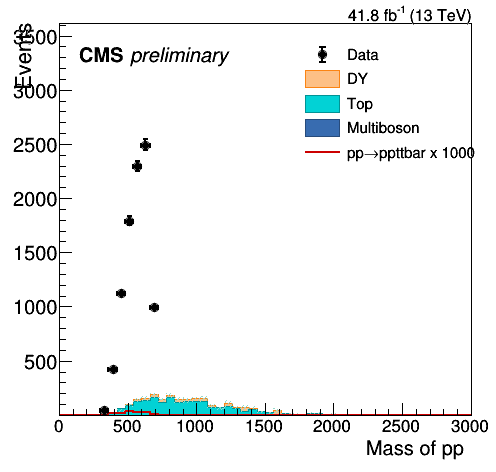 41.8 fb⁻¹ (13 TeV)
Events
CMS preliminary
Data
DY
Top
Multiboson
pp→ppttbar x 1000
3500
3000
2500
2000
1500
1000
500
0 500 1000 1500 2000 2500 3000
Mass of pp